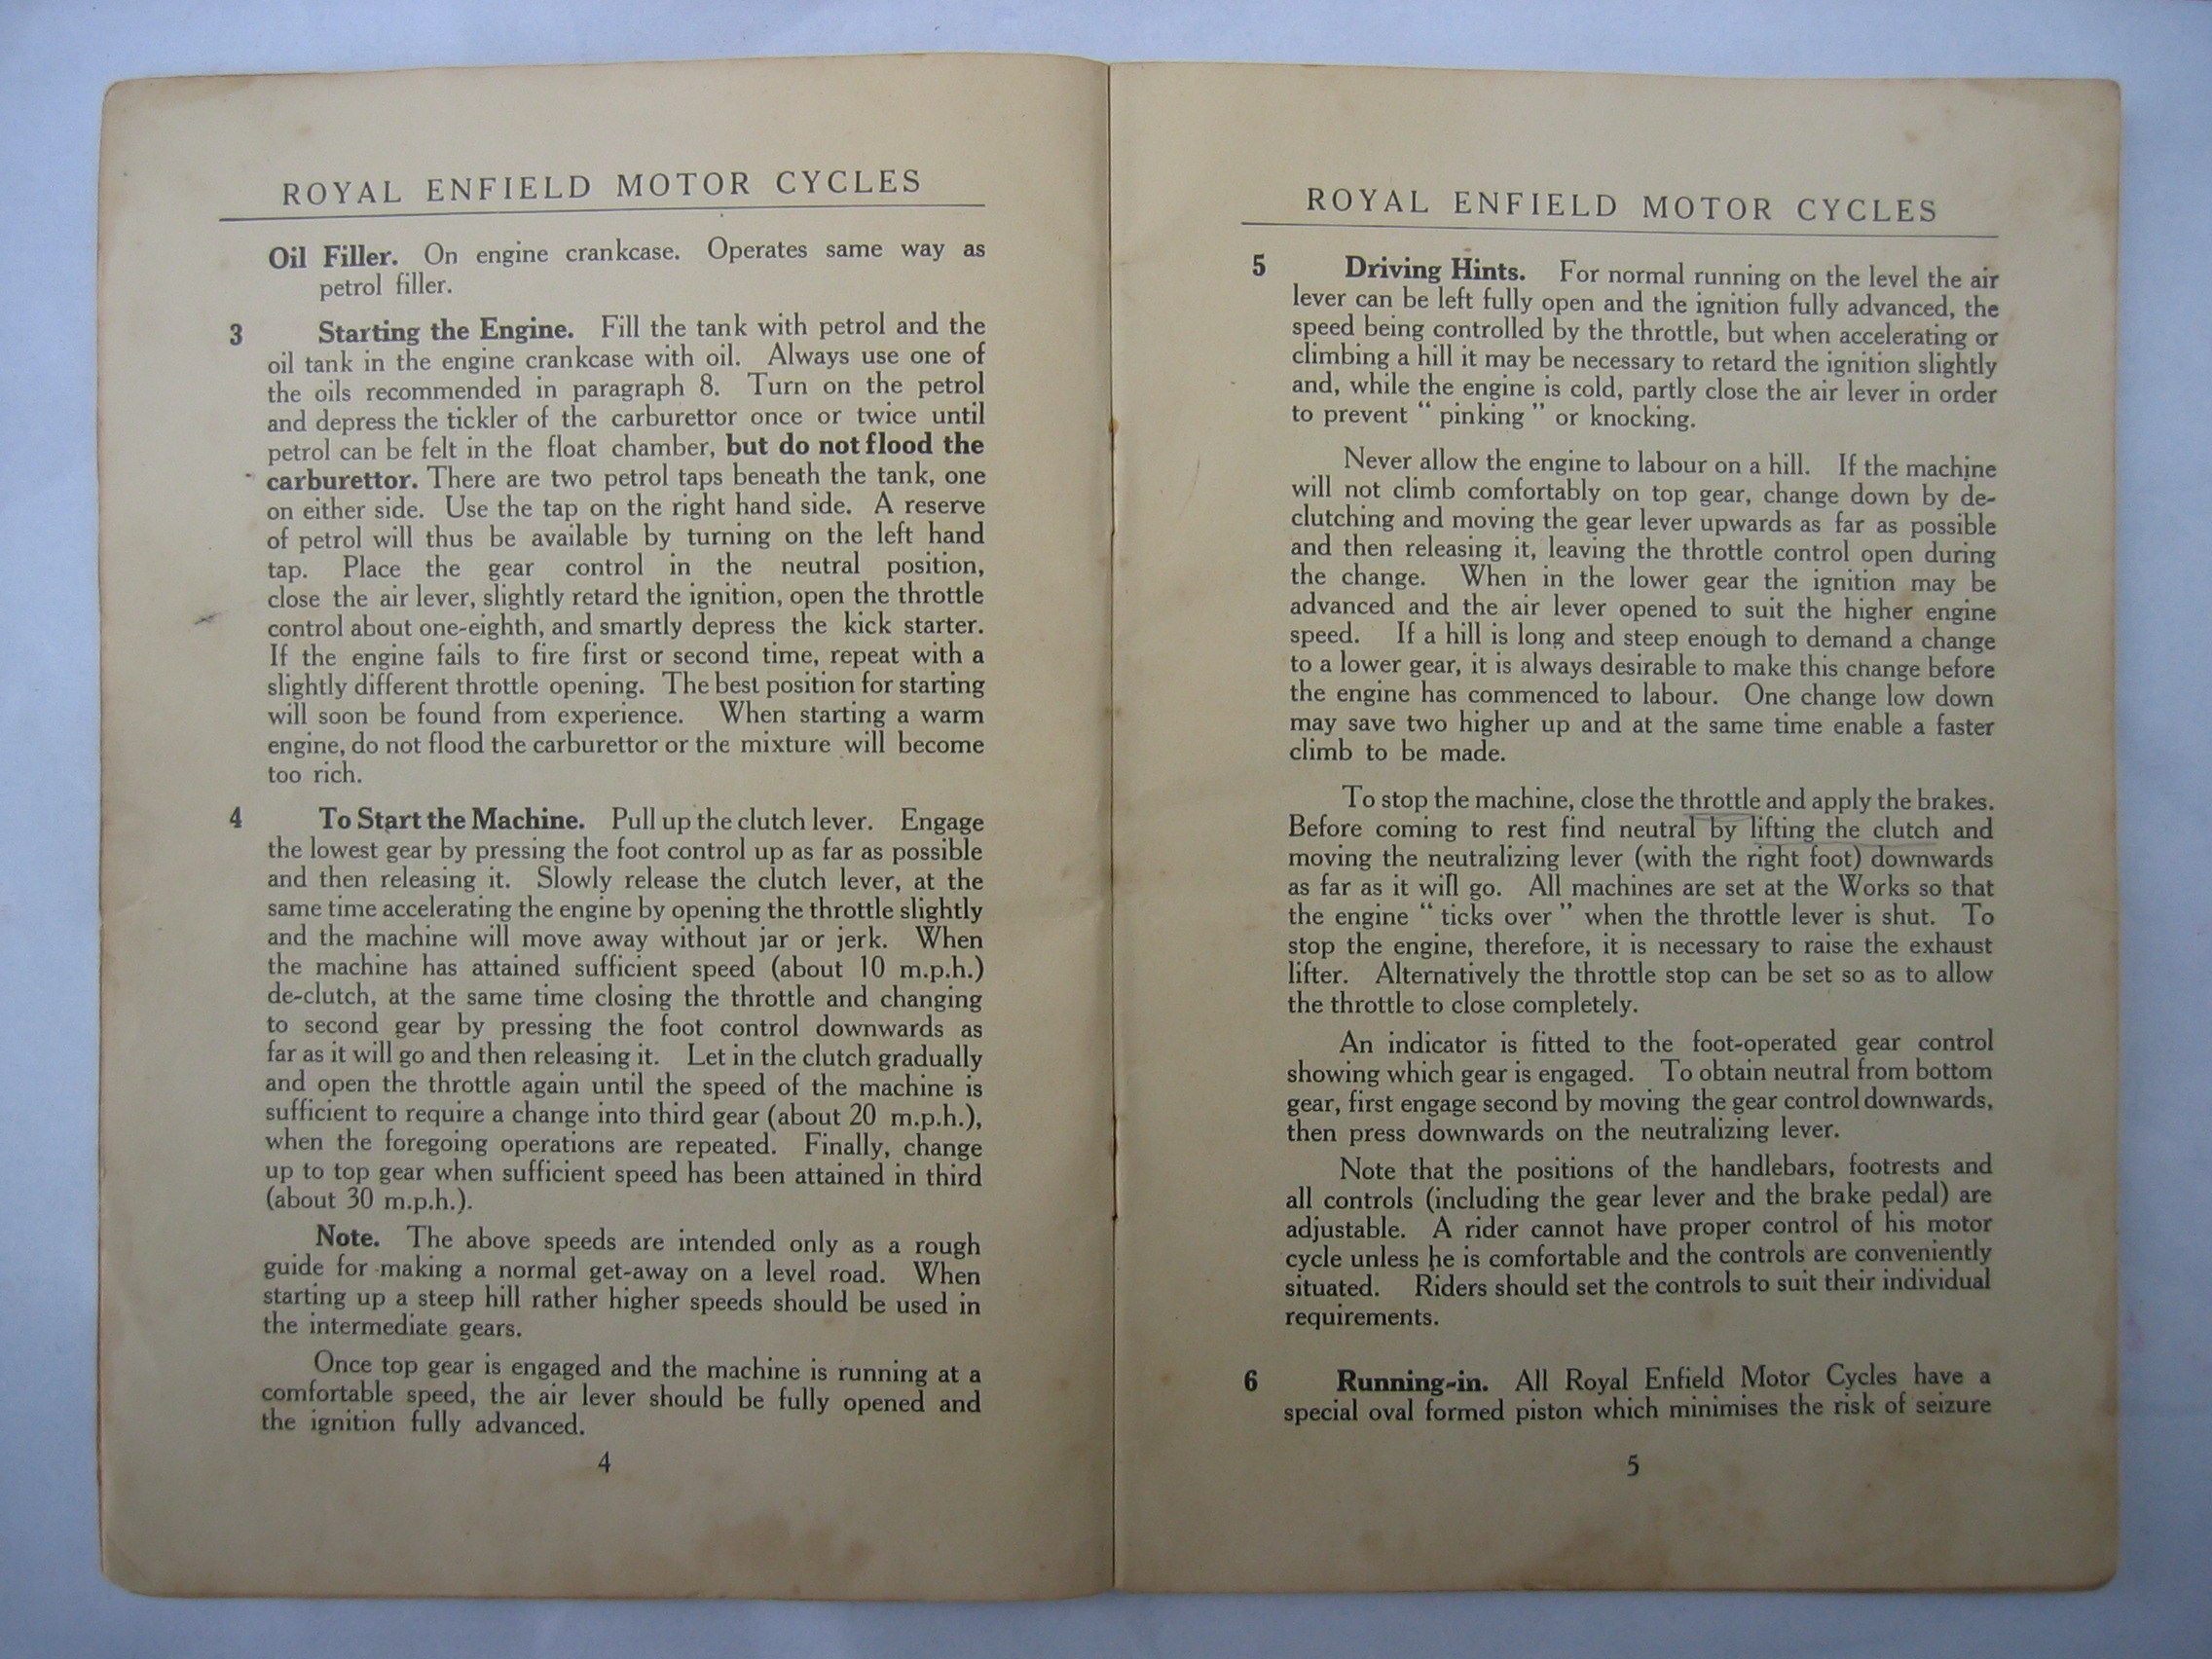 ROYAL ENFIELD MOTOR CYCLES
Oil Filler. On engine crankcase. Operates same way as
petrol filler.
3 Starting the Engine. Fill the tank with petrol and the
oil tank in the engine crankcase with oil. Always use one of
the oils recommended in paragraph 8. Turn on the petrol
and depress the tickler of the carburettor once or twice until
petrol can be felt in the float chamber, but do not flood the
carburettor. There are two petrol taps beneath the tank, one
on either side. Use the tap on the right hand side. A reserve
of petrol will thus be available by turning on the left hand
tap. Place the gear control in the neutral position,
close the air lever, slightly retard the ignition, open the throttle
control about one-eighth, and smartly depress the kick starter.
If the engine fails to fire first or second time, repeat with a
slightly different throttle opening. The best position for starting
will soon be found from experience. When starting a warm
engine, do not flood the carburettor or the mixture will become
too rich.
4 To Start the Machine. Pull up the clutch lever. Engage
the lowest gear by pressing the foot control up as far as possible
and then releasing it. Slowly release the clutch lever, at the
same time accelerating the engine by opening the throttle slightly
and the machine will move away without jar or jerk. When
the machine has attained sufficient speed (about 10 m.p.h.)
de-clutch, at the same time closing the throttle and changing
to second gear by pressing the foot control downwards as
far as it will go and then releasing it. Let in the clutch gradually
and open the throttle again until the speed of the machine is
sufficient to require a change into third gear (about 20 m.p.h.),
when the foregoing operations are repeated. Finally, change
up to top gear when sufficient speed has been attained in third
(about 30 m.p.h.).
Note. The above speeds are intended only as a rough
guide for making a normal get-away on a level road. When
starting up a steep hill rather higher speeds should be used in
the intermediate gears.
Once top gear is engaged and the machine is running at a
comfortable speed, the air lever should be fully opened and
the ignition fully advanced.
4
ROYAL ENFIELD MOTOR CYCLES
5 Driving Hints. For normal running on the level the air
lever can be left fully open and the ignition fully advanced, the
speed being controlled by the throttle, but when accelerating or
climbing a hill it may be necessary to retard the ignition slightly
and, while the engine is cold, partly close the air lever in order
to prevent “ pinking ” or knocking.
Never allow the engine to labour on a hill. If the machine
will not climb comfortably on top gear, change down by de-
clutching and moving the gear lever upwards as far as possible
and then releasing it, leaving the throttle control open during
the change. When in the lower gear the ignition may be
advanced and the air lever opened to suit the higher engine
speed. If a hill is long and steep enough to demand a change
to a lower gear, it is always desirable to make this change before
the engine has commenced to labour. One change low down
may save two higher up and at the same time enable a faster
climb to be made.
To stop the machine, close the throttle and apply the brakes.
Before coming to rest find neutral by lifting the clutch and
moving the neutralizing lever (with the right foot) downwards
as far as it will go. All machines are set at the Works so that
the engine “ ticks over ” when the throttle lever is shut. To
stop the engine, therefore, it is necessary to raise the exhaust
lifter. Alternatively the throttle stop can be set so as to allow
the throttle to close completely.
An indicator is fitted to the foot-operated gear control
showing which gear is engaged. To obtain neutral from bottom
gear, first engage second by moving the gear control downwards,
then press downwards on the neutralizing lever.
Note that the positions of the handlebars, footrests and
all controls (including the gear lever and the brake pedal) are
adjustable. A rider cannot have proper control of his motor
cycle unless he is comfortable and the controls are conveniently
situated. Riders should set the controls to suit their individual
requirements.
6 Running-in. All Royal Enfield Motor Cycles have a
special oval formed piston which minimises the risk of seizure
5